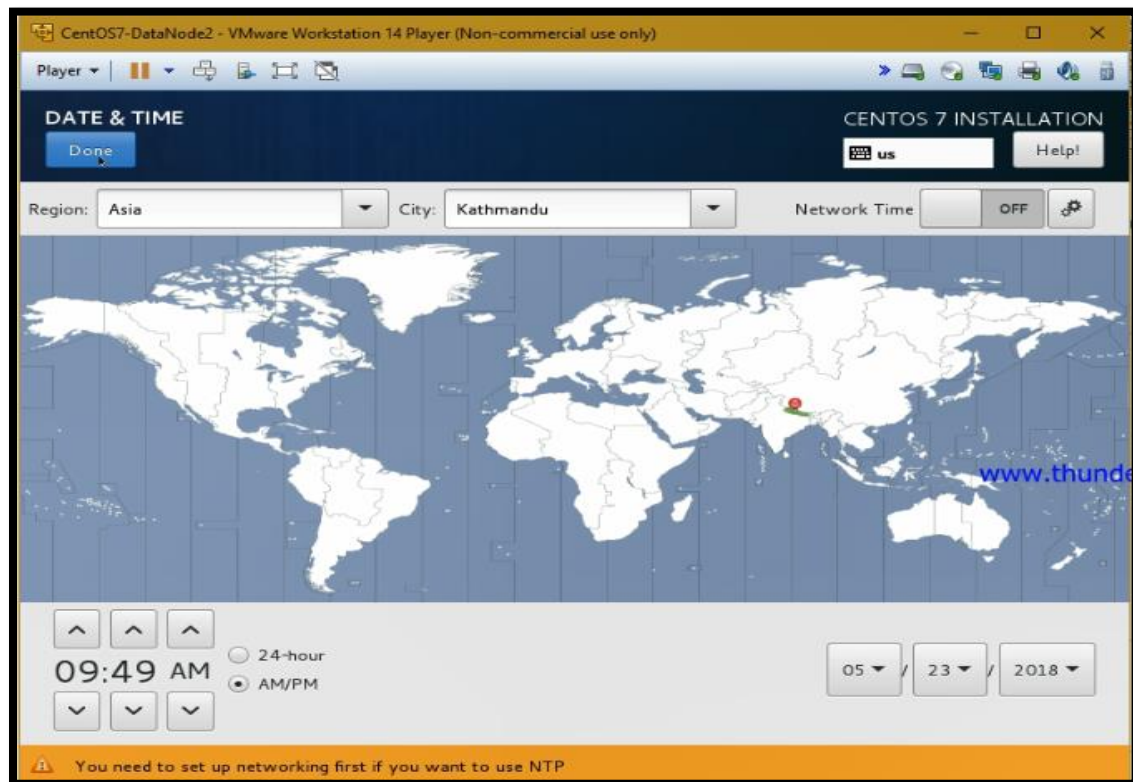 CentOS7-DataNode2 - VMware Workstation 14 Player (Non-commercial use only)
Player
DATE & TIME
CENTOS 7 INSTALLATION
Done
us
Help!
Region: Asia City: Kathmandu Network Time OFF
www.thunde
24-hour
09:49 AM
AM/PM
05 / 23 / 2018
You need to set up networking first if you want to use NTP